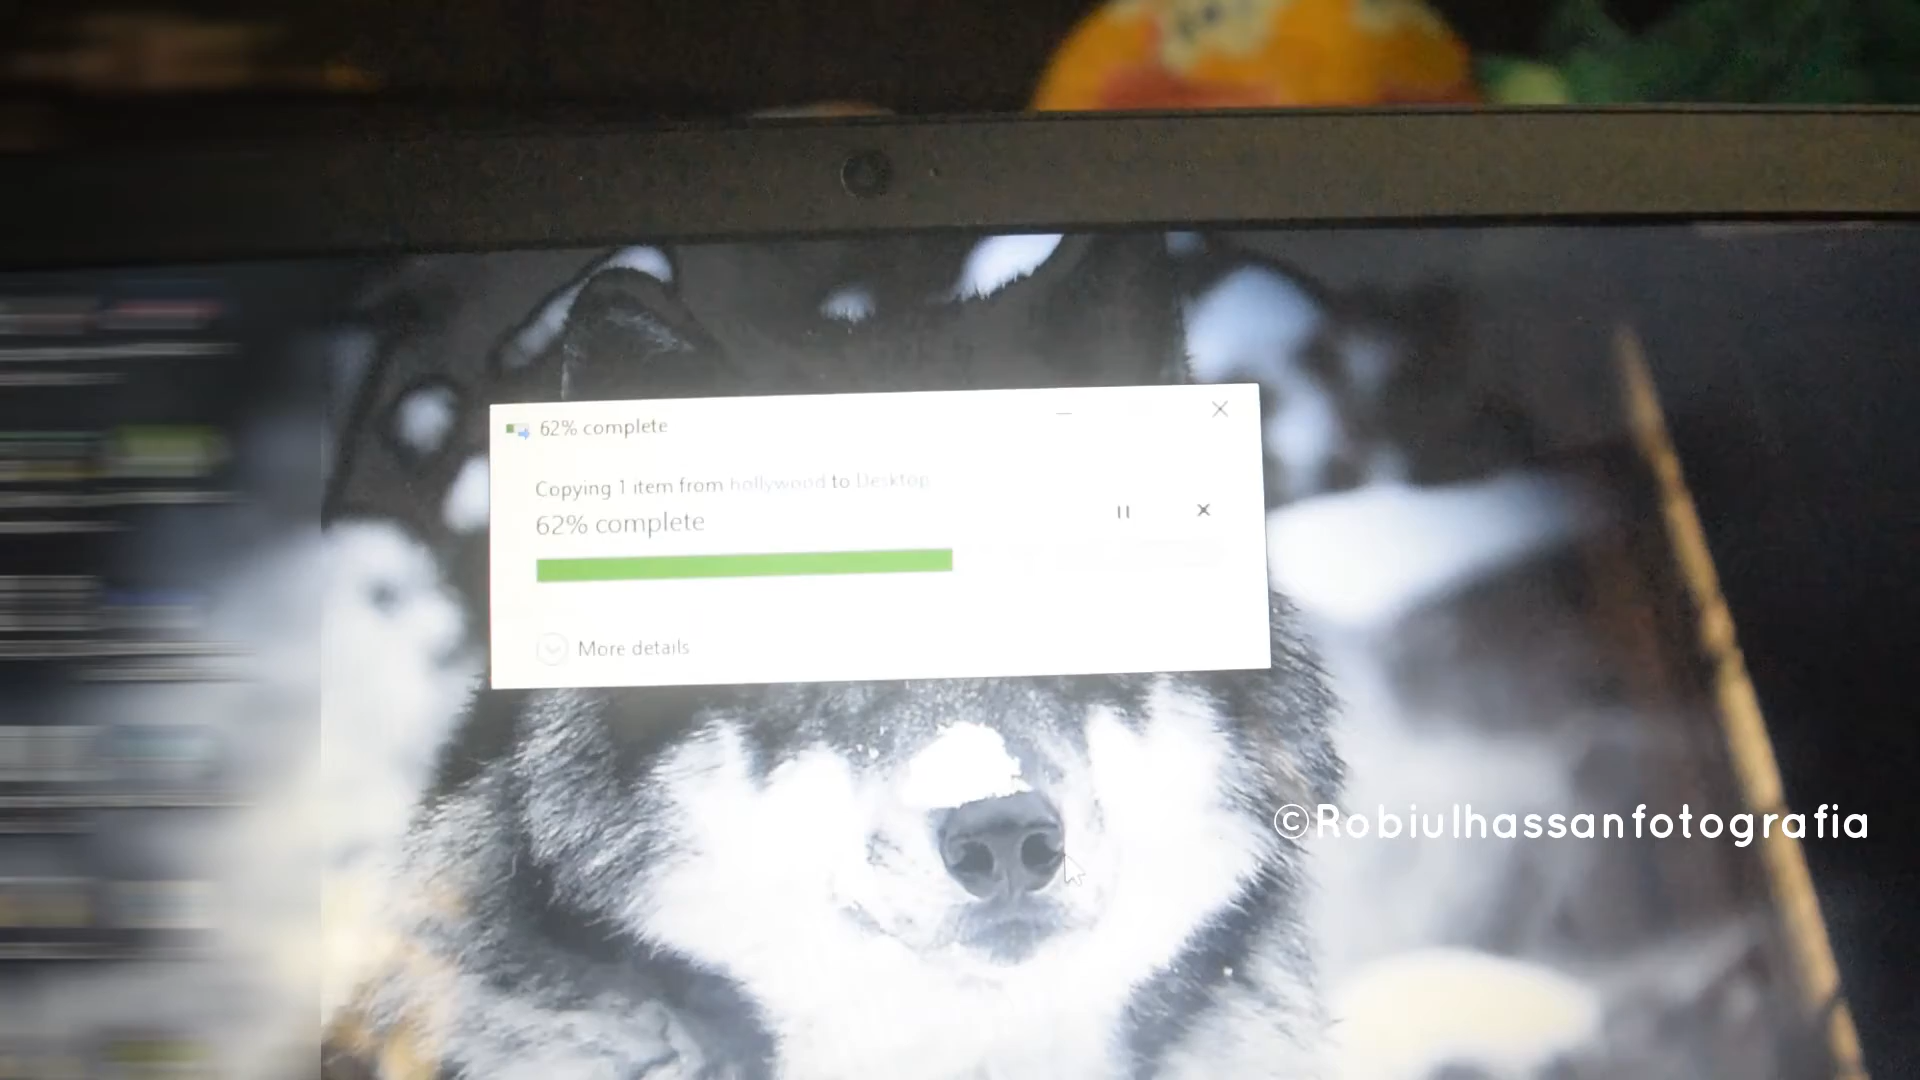 62% complete
Copying 1 item from hollywood to Desktop
62% complete
More details
©Robiulhassanfotografia